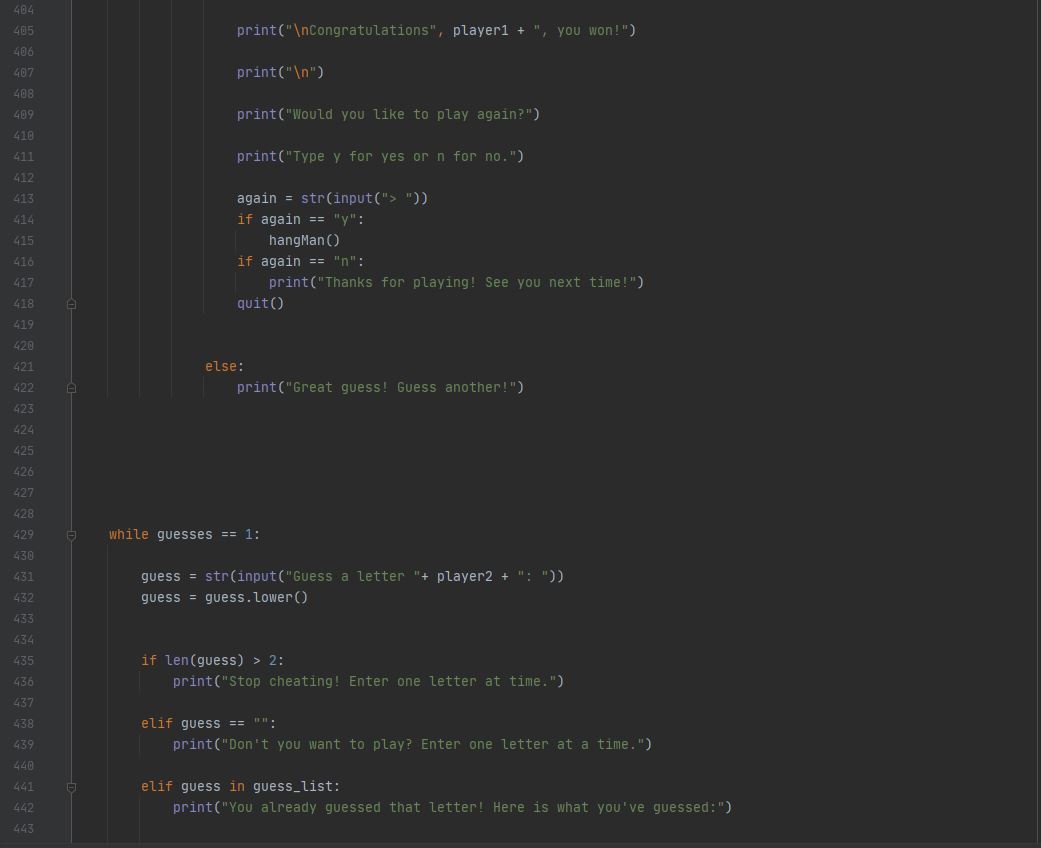 404
405 print("\nCongratulations", player1 + ", you won!")
406
407 print("\n")
408
409 print("Would you like to play again?")
410
411 print("Type y for yes or n for no.")
412
413 again = str(input("> "))
414 if again == "y":
415 hangMan()
416 if again == "n":
417 print("Thanks for playing! See you next time!")
418 quit()
419
420
421 else:
422 print("Great guess! Guess another!")
423
424
425
426
427
428
429 while guesses == 1:
430
431 guess = str(input("Guess a letter "+ player2 + ": "))
432 guess = guess.lower()
433
434
435 if len(guess) > 2:
436 print("Stop cheating! Enter one letter at time.")
437
438 elif guess == "":
439 print("Don't you want to play? Enter one letter at a time.")
440
441 elif guess in guess_list:
442 print("You already guessed that letter! Here is what you've guessed:")
443